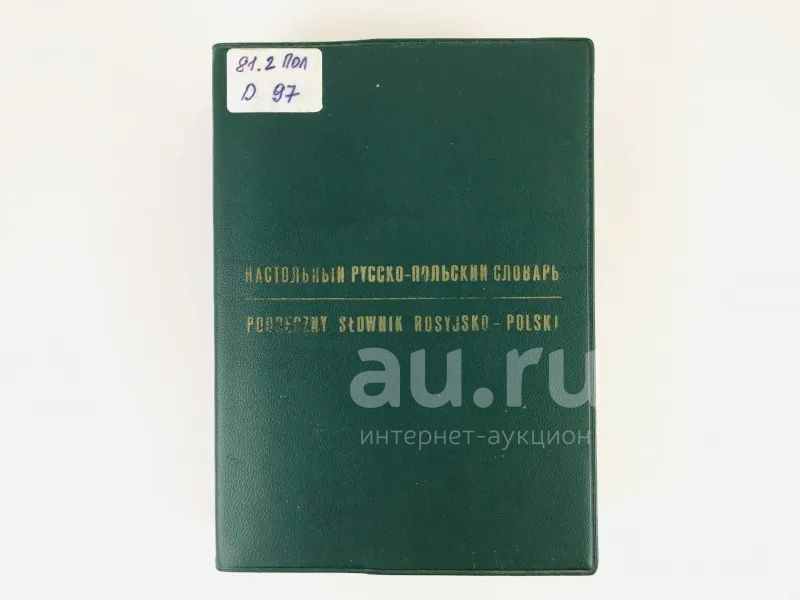 81.2 ПОЛ
D 97
НАСТОЛЬНЫЙ РУССКО-ПОЛЬСКИЙ СЛОВАРЬ
PODRĘCZNY SŁOWNIK ROSYJSKO-POLSKI
au.ru
интернет-аукцион